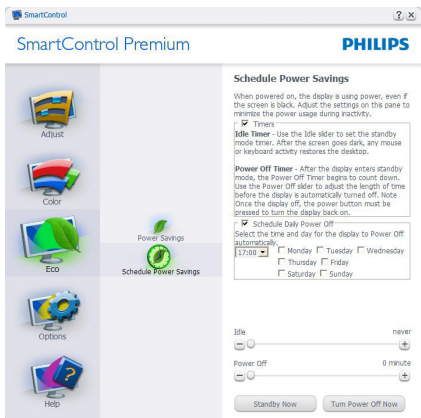 SmartControl
SmartControl Premium
PHILIPS
Adjust
Color
Eco
Options
Help
Power Savings
Schedule Power Savings
Schedule Power Savings
When powered on, the display is using power, even if
the screen is black. Adjust the settings on this pane to
minimize the power usage during inactivity.
Timers
Idle Timer - Use the Idle slider to set the standby
mode timer. After the screen goes dark, any mouse
or keyboard activity restores the desktop.
Power Off Timer - After the display enters standby
mode, the Power Off Timer begins to count down.
Use the Power Off slider to adjust the length of time
before the display is automatically turned off. Note
Once the display off, the power button must be
pressed to turn the display back on.
Schedule Daily Power Off
Select the time and day for the display to Power Off
automatically.
17:00 Monday Tuesday Wednesday
Thursday Friday
Saturday Sunday
Idle never
Power Off 0 minute
Standby Now Turn Power Off Now